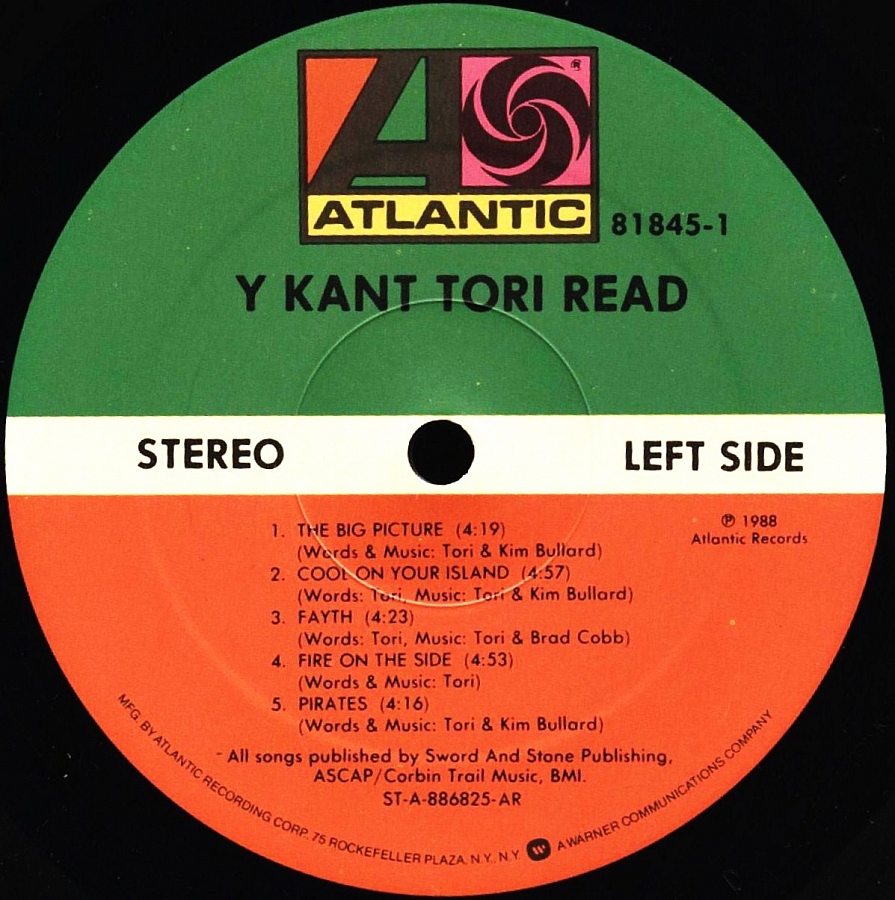 ATLANTIC ®
81845-1
Y KANT TORI READ
STEREO
LEFT SIDE
℗ 1988
Atlantic Records
1. THE BIG PICTURE (4:19)
(Words & Music: Tori & Kim Bullard)
2. COOL ON YOUR ISLAND (4:57)
(Words: Tori, Music: Tori & Kim Bullard)
3. FAYTH (4:23)
(Words: Tori, Music: Tori & Brad Cobb)
4. FIRE ON THE SIDE (4:53)
(Words & Music: Tori)
5. PIRATES (4:16)
(Words & Music: Tori & Kim Bullard)
All songs published by Sword And Stone Publishing,
ASCAP/Corbin Trail Music, BMI.
ST-A-886825-AR
MFG. BY ATLANTIC RECORDING CORP. 75 ROCKEFELLER PLAZA, N.Y. N.Y. W A WARNER COMMUNICATIONS COMPANY